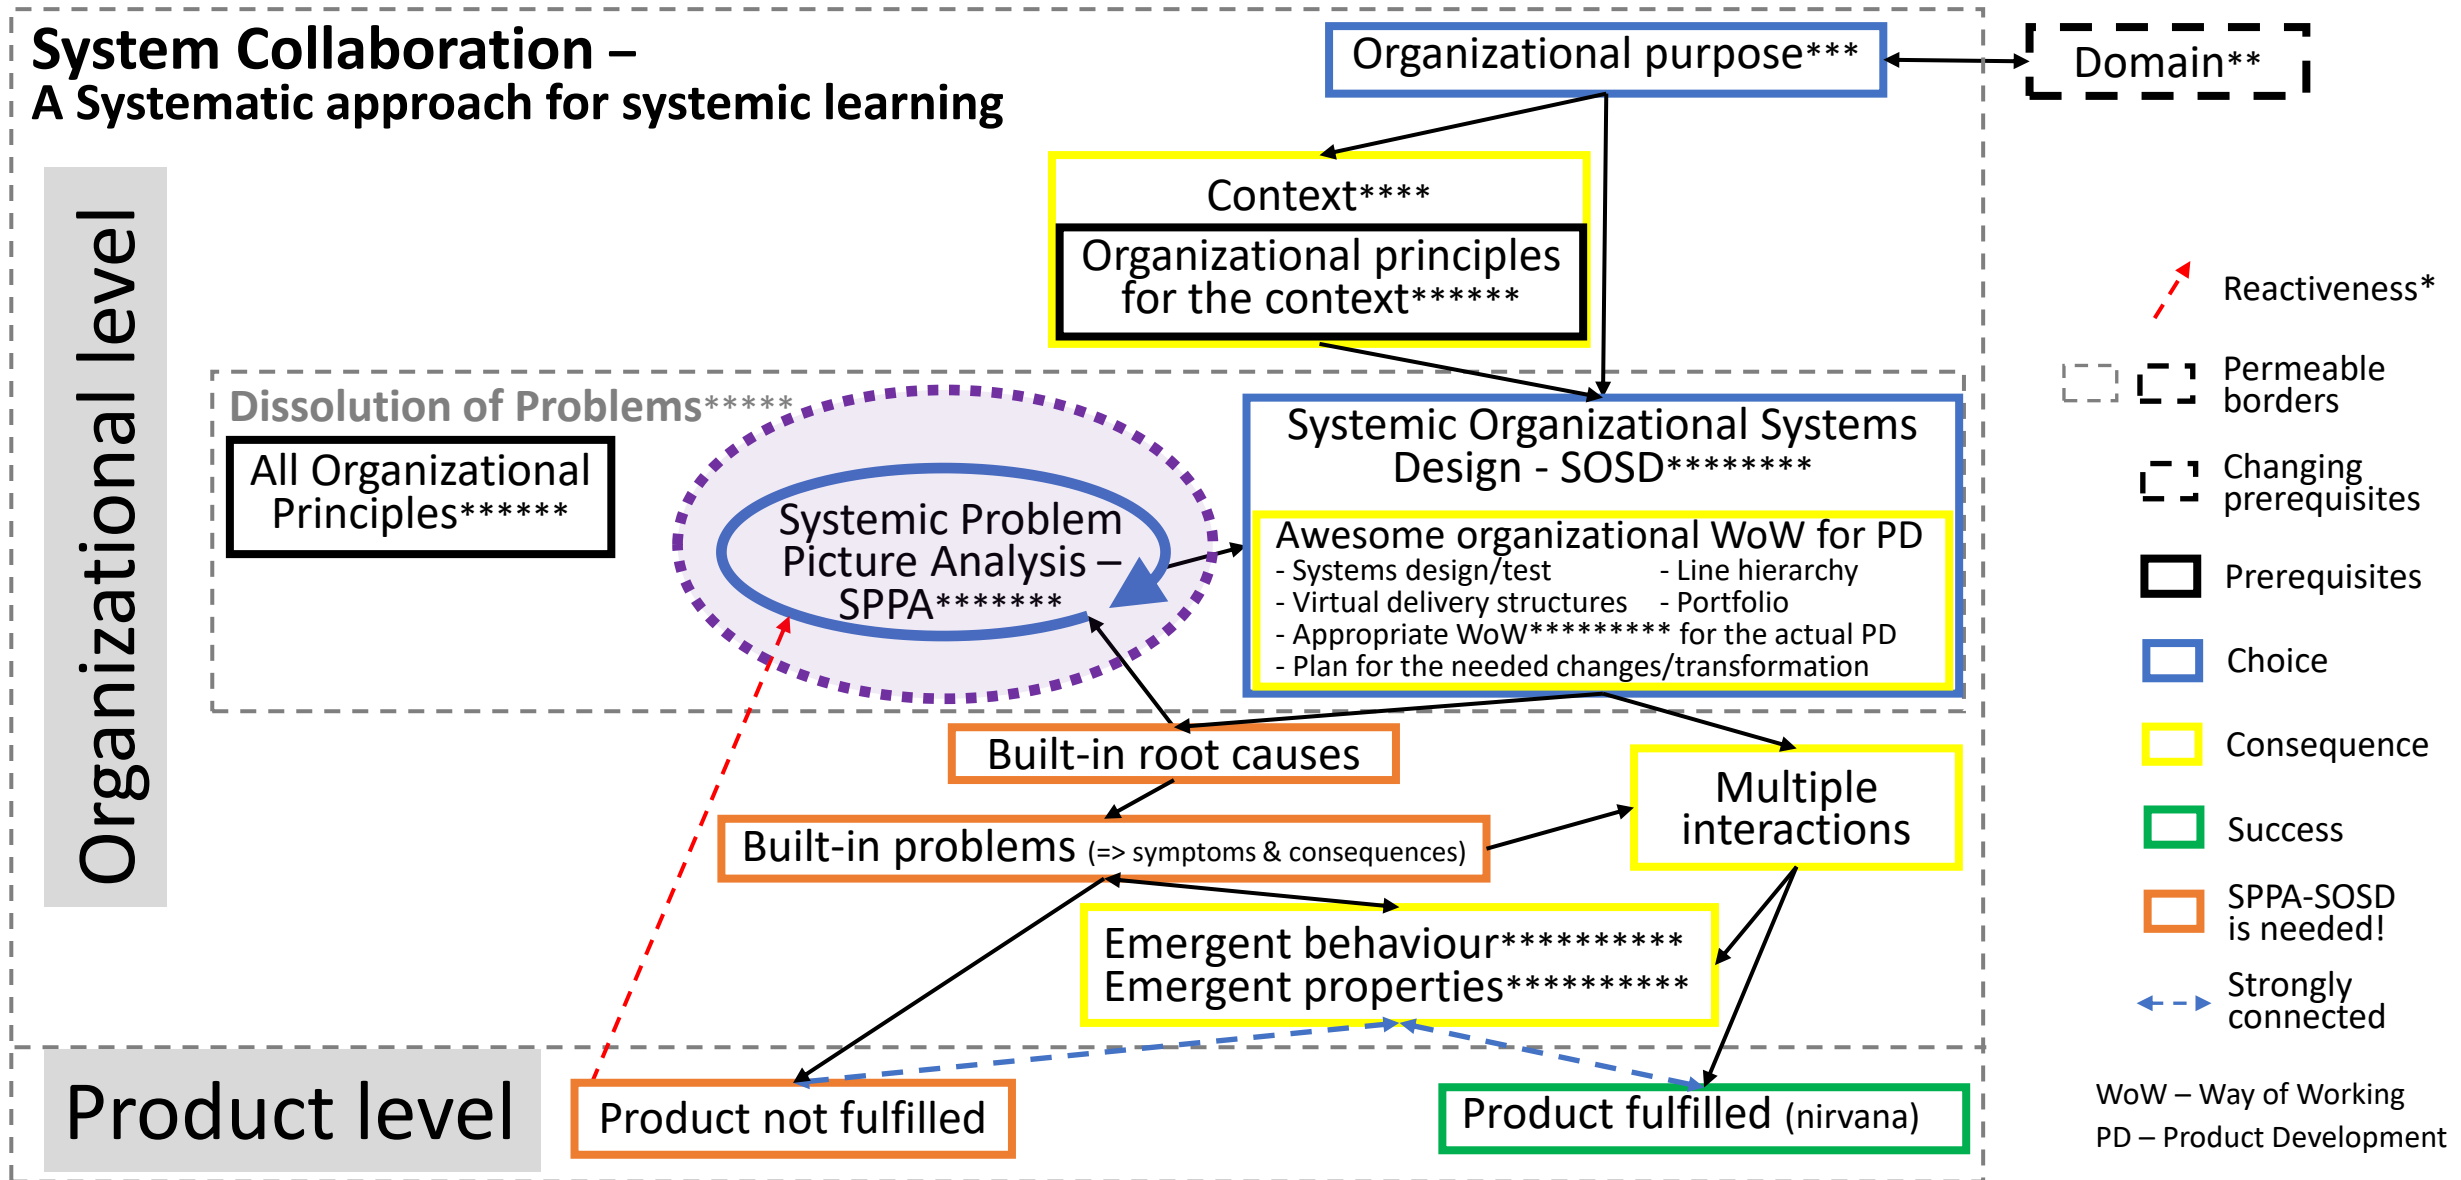 System Collaboration –
A Systematic approach for systemic learning
Organizational purpose***
Domain**
Context****
Organizational principles
for the context******
Organizational level
Dissolution of Problems*****
All Organizational
Principles******
Systemic Problem
Picture Analysis –
SPPA*******
Systemic Organizational Systems
Design - SOSD********
Awesome organizational WoW for PD
- Systems design/test - Line hierarchy
- Virtual delivery structures - Portfolio
- Appropriate WoW********* for the actual PD
- Plan for the needed changes/transformation
Built-in root causes
Multiple
interactions
Built-in problems (=> symptoms & consequences)
Emergent behaviour**********
Emergent properties**********
Product level
Product not fulfilled
Product fulfilled (nirvana)
Reactiveness*
Permeable
borders
Changing
prerequisites
Prerequisites
Choice
Consequence
Success
SPPA-SOSD
is needed!
Strongly
connected
WoW – Way of Working
PD – Product Development